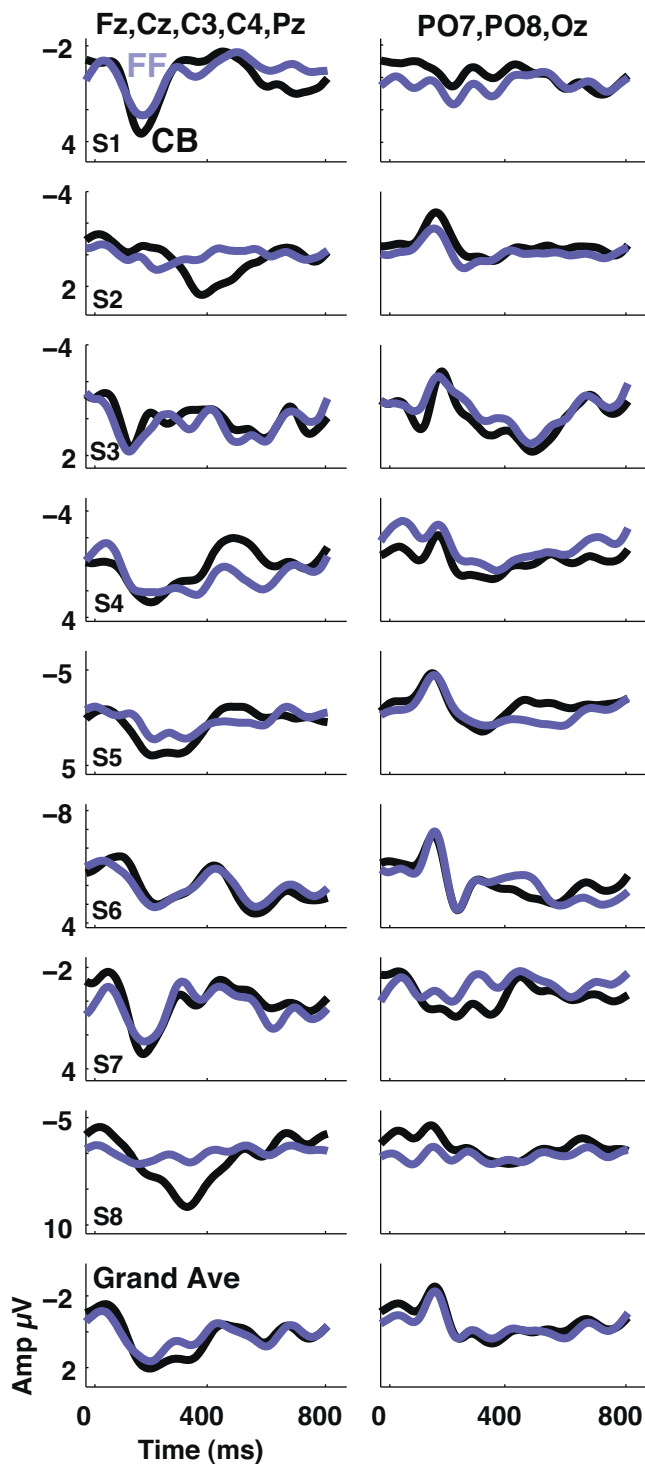 Fz,Cz,C3,C4,Pz PO7,PO8,Oz
−2
FF
CB
4
S1
−4
2
S2
−4
2
S3
−4
4
S4
−5
5
S5
−8
4
S6
−2
4
S7
−5
10
S8
Grand Ave
−2
2
Amp µV
0 400 800 0 400 800
Time (ms)